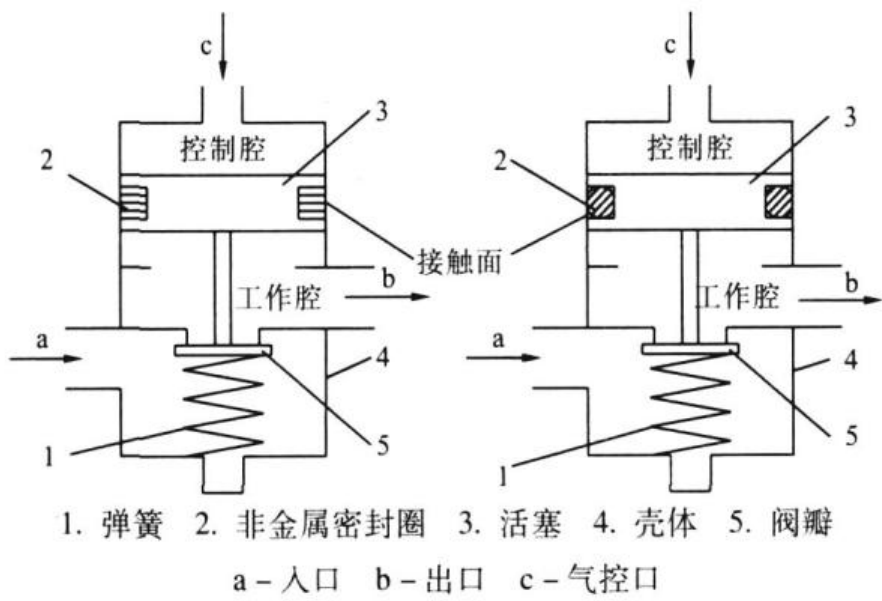 c
c
控制腔
3
控制腔
3
2
2
接触面
工作腔
b
工作腔
b
a
4
a
4
1
5
1
5
1. 弹簧 2. 非金属密封圈 3. 活塞 4. 壳体 5. 阀瓣
a－入口 b－出口 c－气控口